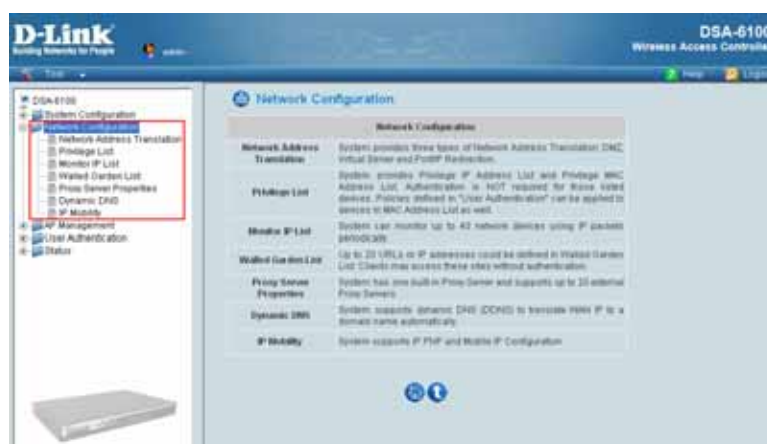 D-Link
Building Networks for People
DSA-6100
Wireless Access Controller
Tool
Help
DSA-6100
System Configuration
Network Configuration
Network Address Translation
Privilege List
Monitor IP List
Walled Garden List
Proxy Server Properties
Dynamic DNS
IP Mobility
AP Management
User Authentication
Status
Network Configuration
Network Configuration
Network Address Translation
System provides three types of Network Address Translation: DMZ,
Virtual Server and Port/IP Redirection.
Privilege List
System provides Privilege IP Address List and Privilege MAC
Address List. Authentication is NOT required for those listed
devices. Policies defined in "User Authentication" can be applied to
devices in MAC Address List as well.
Monitor IP List
System can monitor up to 40 network devices using IP packets
periodically.
Walled Garden List
Up to 20 URLs or IP addresses could be defined in Walled Garden
List. Clients may access these sites without authentication.
Proxy Server Properties
System has one built-in Proxy Server and supports up to 10 external
Proxy Servers.
Dynamic DNS
System supports dynamic DNS (DDNS) to translate WAN IP to a
domain name automatically.
IP Mobility
System supports IP PNP and Mobile IP Configuration